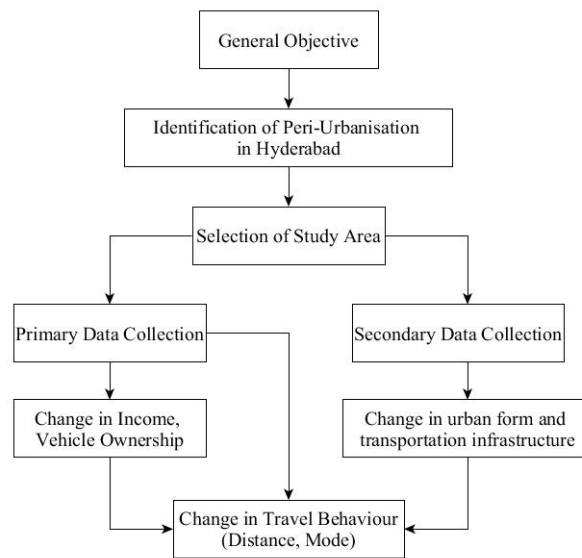 General Objective
Identification of Peri-Urbanisation
in Hyderabad
Selection of Study Area
Primary Data Collection
Secondary Data Collection
Change in Income,
Vehicle Ownership
Change in urban form and
transportation infrastructure
Change in Travel Behaviour
(Distance, Mode)